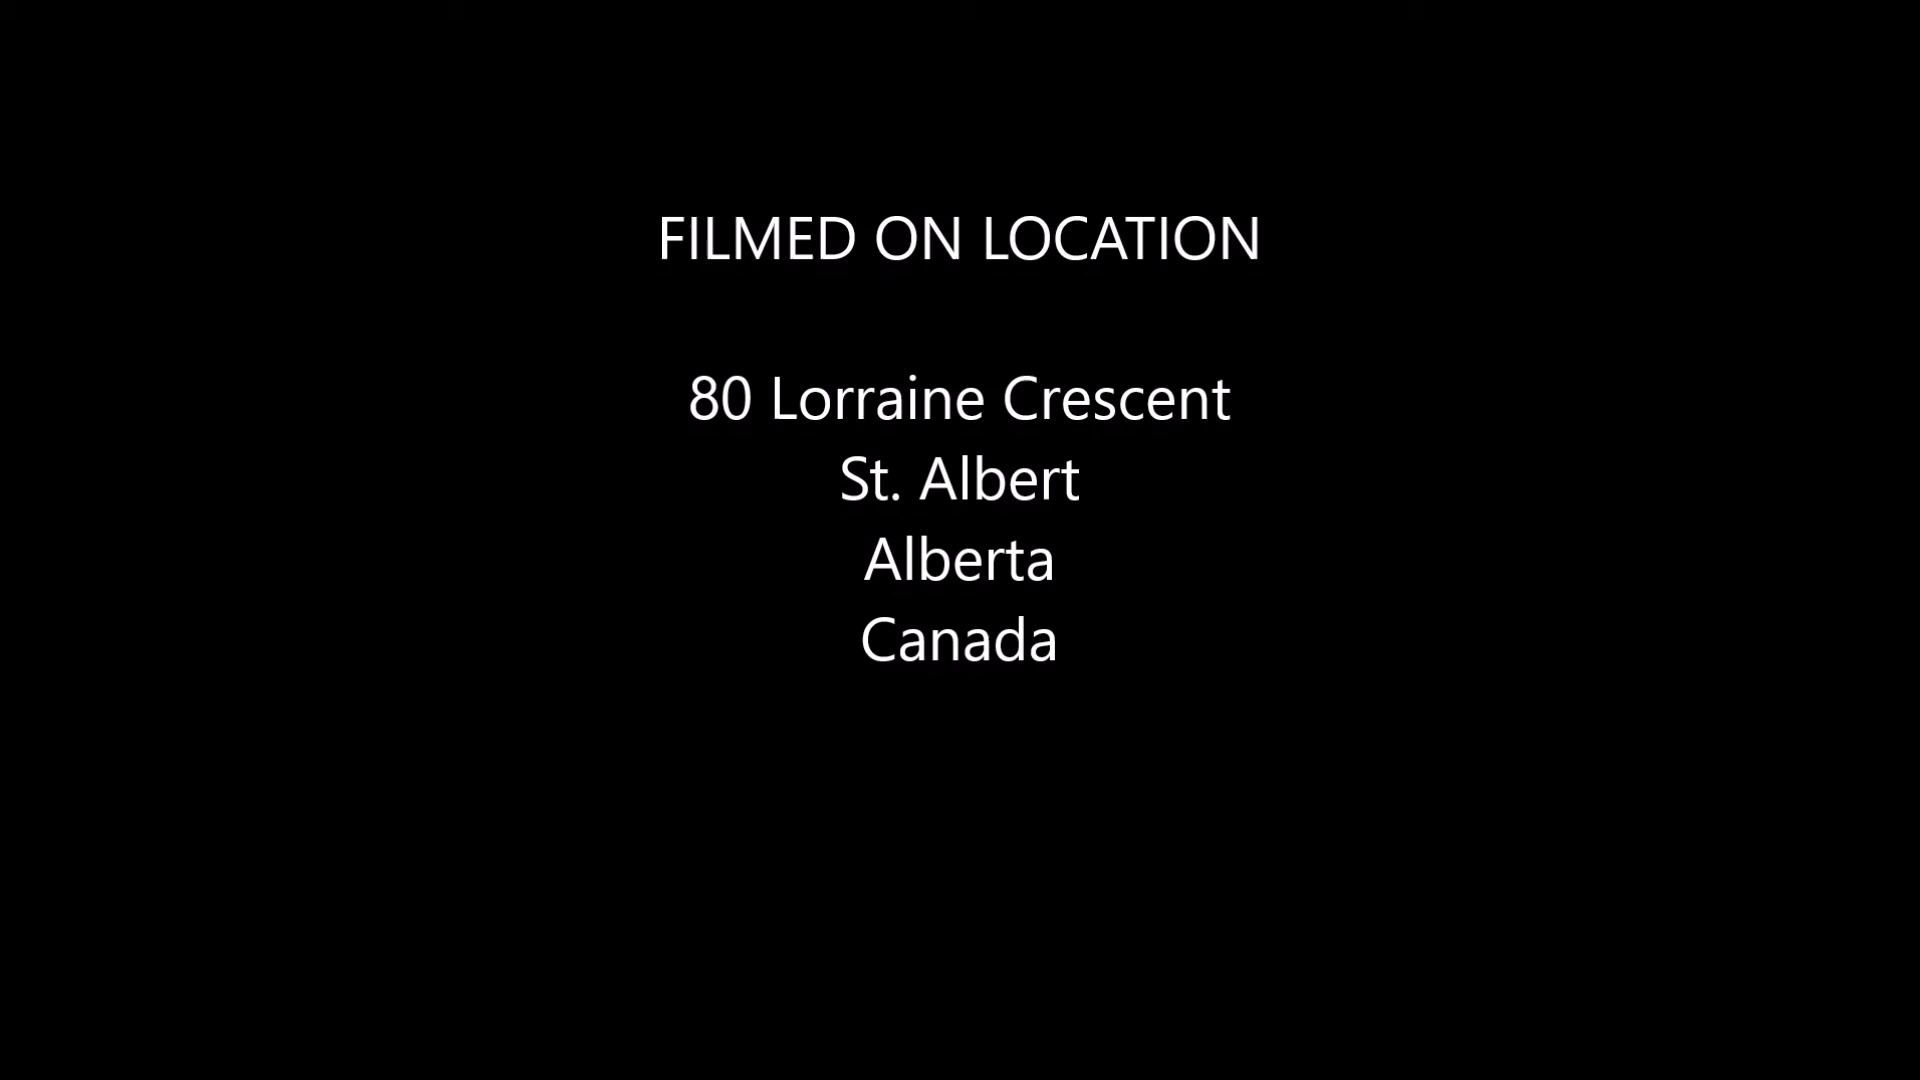 FILMED ON LOCATION
80 Lorraine Crescent
St. Albert
Alberta
Canada